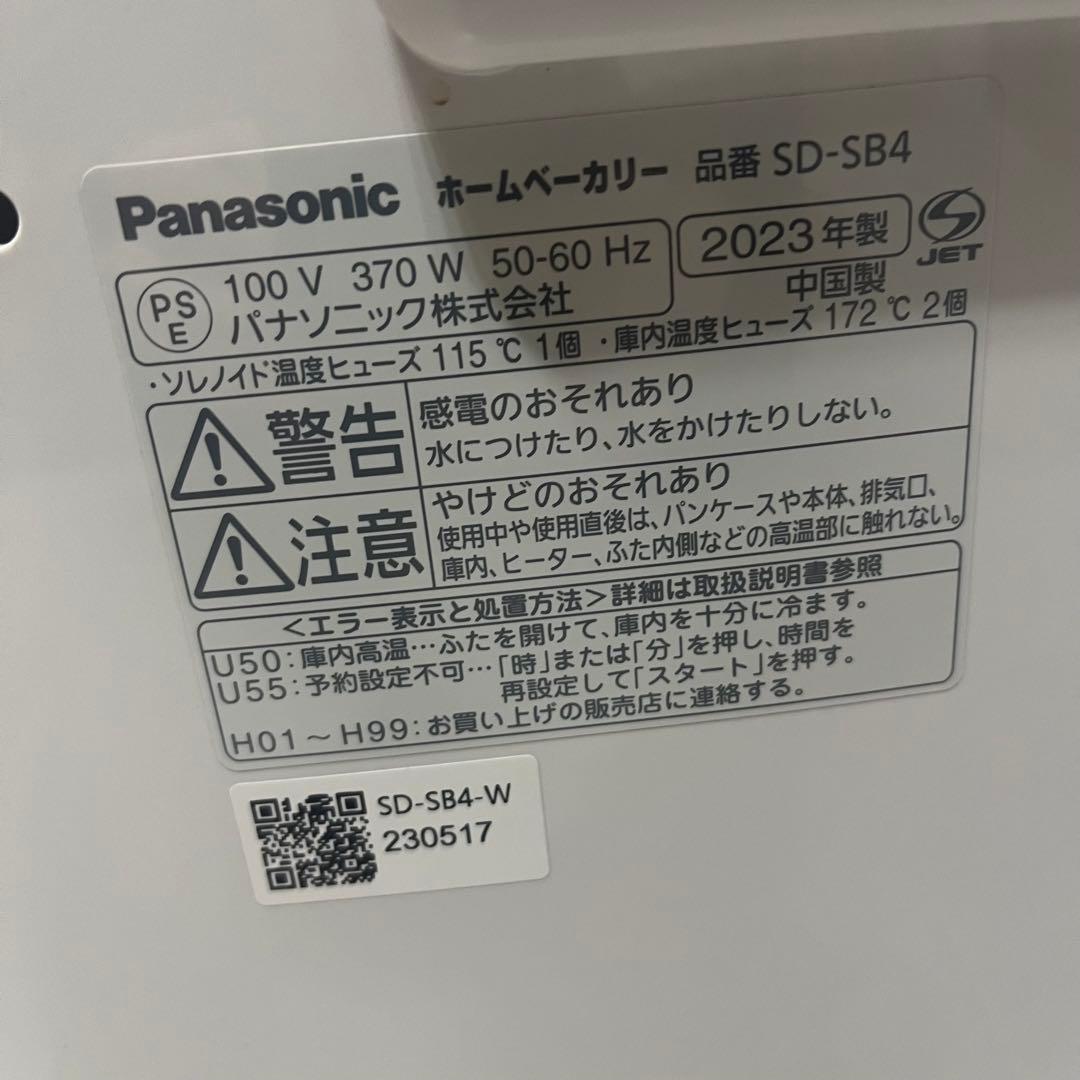 Panasonic ホームベーカリー 品番 SD-SB4
PS E 100 V 370 W 50-60 Hz 2023年製 JET
パナソニック株式会社 中国製
・ソレノイド温度ヒューズ 115 ℃ 1個 ・庫内温度ヒューズ 172 ℃ 2個
警告 感電のおそれあり
水につけたり、水をかけたりしない。
注意 やけどのおそれあり
使用中や使用直後は、パンケースや本体、排気口、
庫内、ヒーター、ふた内側などの高温部に触れない。
<エラー表示と処置方法>詳細は取扱説明書参照
U50:庫内高温…ふたを開けて、庫内を十分に冷ます。
U55:予約設定不可…「時」または「分」を押し、時間を
再設定して「スタート」を押す。
H01～H99:お買い上げの販売店に連絡する。
SD-SB4-W
230517